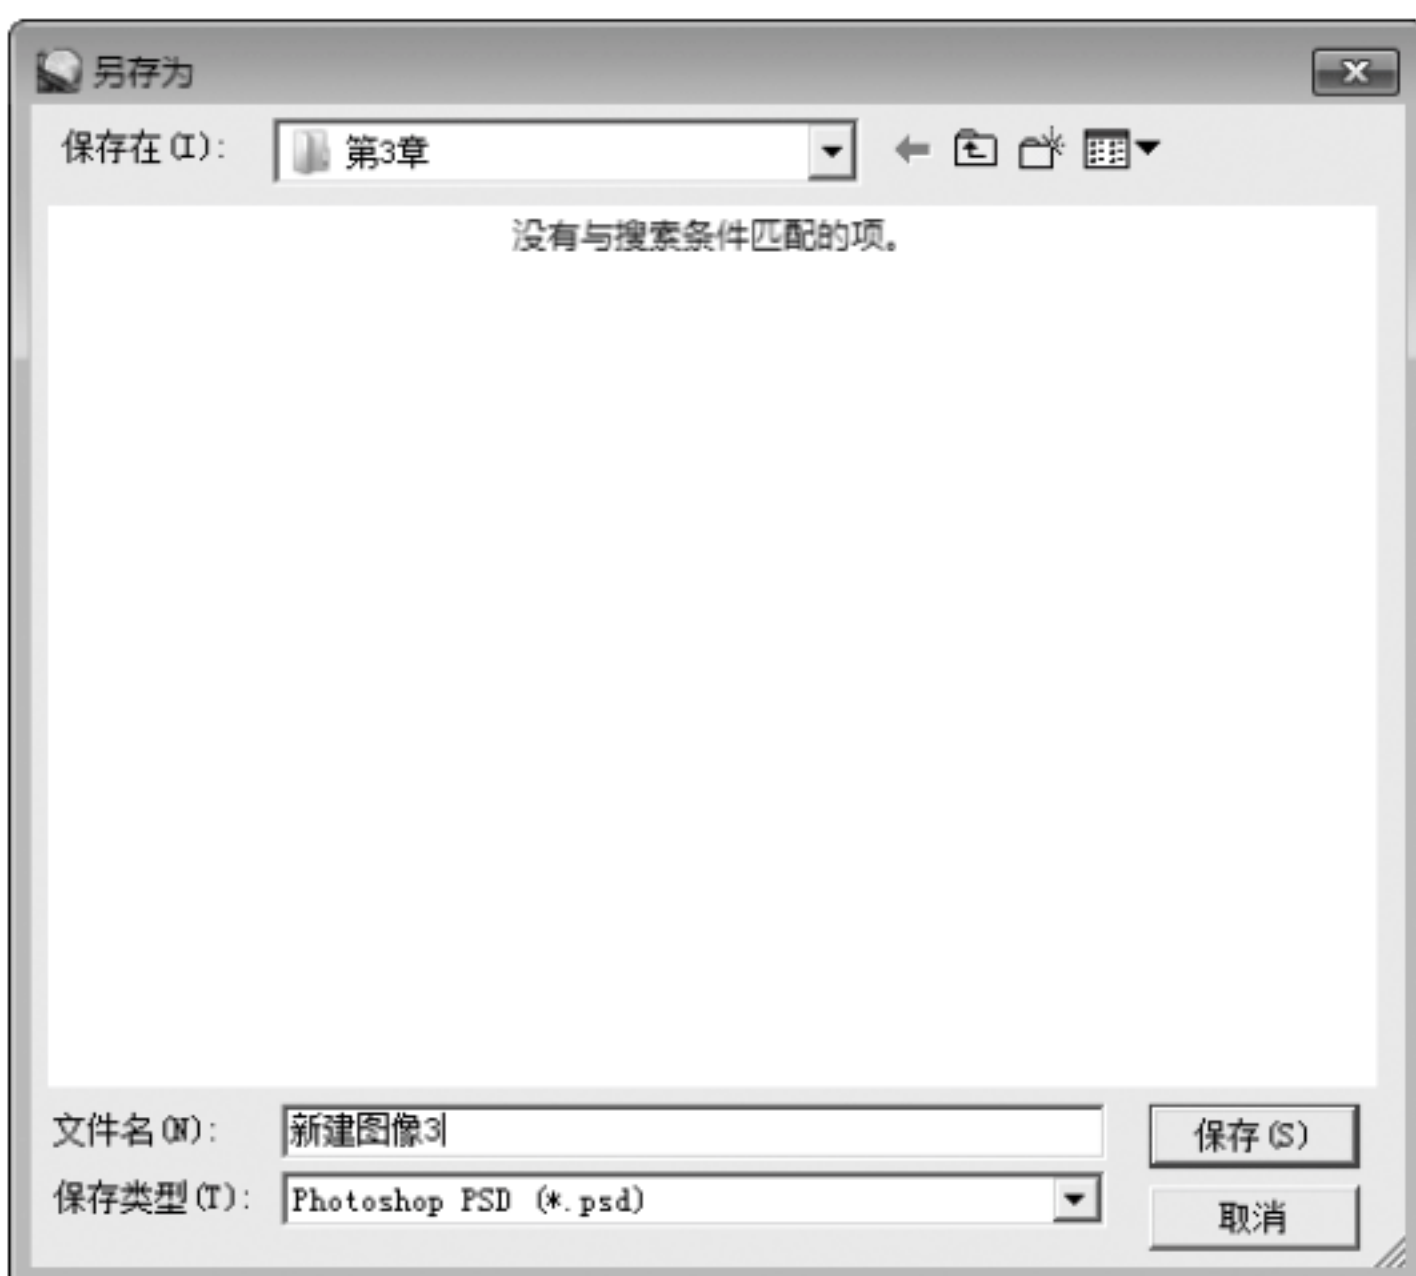 另存为
保存在(I):
第3章
没有与搜索条件匹配的项。
文件名(N):
新建图像3
保存(S)
保存类型(T):
Photoshop PSD (*.psd)
取消